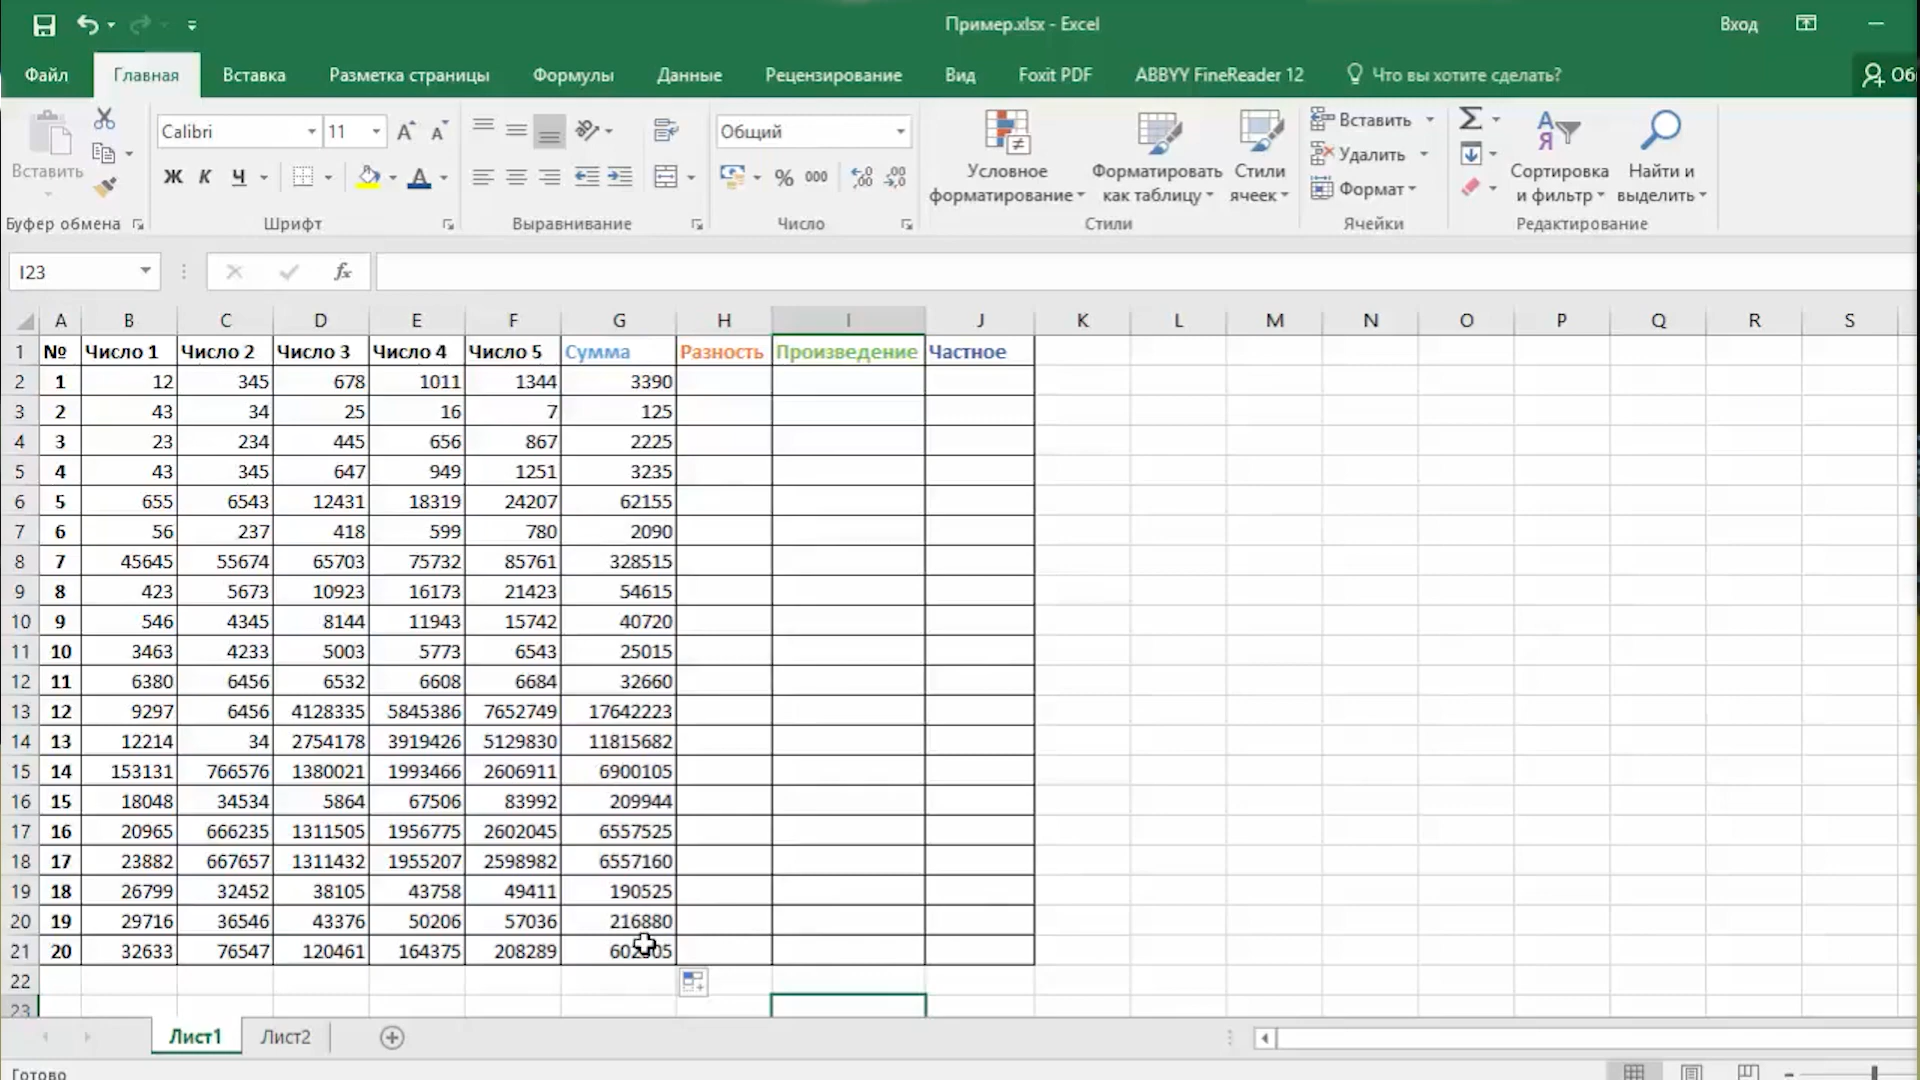 Пример.xlsx - Excel
Вход
Файл Главная Вставка Разметка страницы Формулы Данные Рецензирование Вид Foxit PDF ABBYY FineReader 12 Что вы хотите сделать? Об
Вставить
Calibri 11
Ж К Ч
Общий
% 000
Условное форматирование
Форматировать как таблицу
Стили ячеек
Вставить
Удалить
Формат
Сортировка и фильтр
Найти и выделить
Буфер обмена Шрифт Выравнивание Число Стили Ячейки Редактирование
I23 fx
A B C D E F G H I J K L M N O P Q R S
1 № Число 1 Число 2 Число 3 Число 4 Число 5 Сумма Разность Произведение Частное
2 1 12 345 678 1011 1344 3390
3 2 43 34 25 16 7 125
4 3 23 234 445 656 867 2225
5 4 43 345 647 949 1251 3235
6 5 655 6543 12431 18319 24207 62155
7 6 56 237 418 599 780 2090
8 7 45645 55674 65703 75732 85761 328515
9 8 423 5673 10923 16173 21423 54615
10 9 546 4345 8144 11943 15742 40720
11 10 3463 4233 5003 5773 6543 25015
12 11 6380 6456 6532 6608 6684 32660
13 12 9297 6456 4128335 5845386 7652749 17642223
14 13 12214 34 2754178 3919426 5129830 11815682
15 14 153131 766576 1380021 1993466 2606911 6900105
16 15 18048 34534 5864 67506 83992 209944
17 16 20965 666235 1311505 1956775 2602045 6557525
18 17 23882 667657 1311432 1955207 2598982 6557160
19 18 26799 32452 38105 43758 49411 190525
20 19 29716 36546 43376 50206 57036 216880
21 20 32633 76547 120461 164375 208289
22
23
Лист1 Лист2
Готово